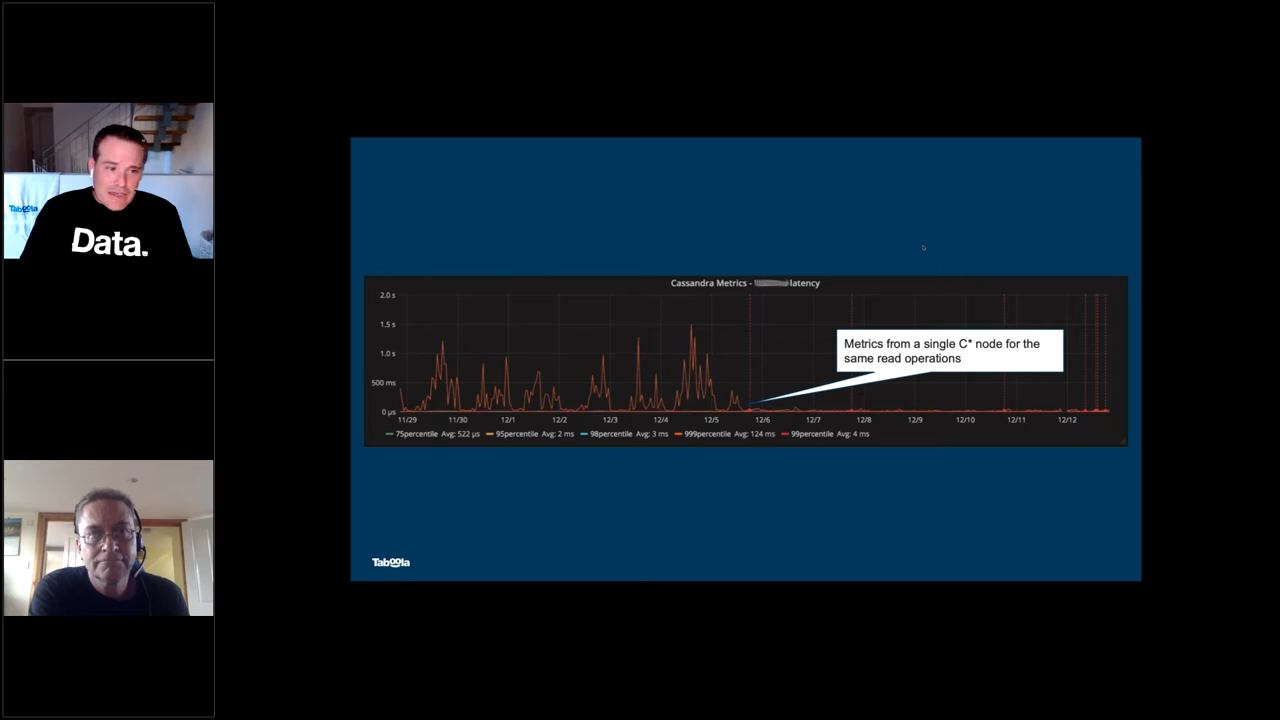 Taboola
Data.
Cassandra Metrics - latency
2.0 s
1.5 s
1.0 s
500 ms
0 µs
11/29 11/30 12/1 12/2 12/3 12/4 12/5 12/6 12/7 12/8 12/9 12/10 12/11 12/12
Metrics from a single C* node for the
same read operations
75percentile Avg: 522 µs 95percentile Avg: 2 ms 98percentile Avg: 3 ms 999percentile Avg: 124 ms 99percentile Avg: 4 ms
Taboola